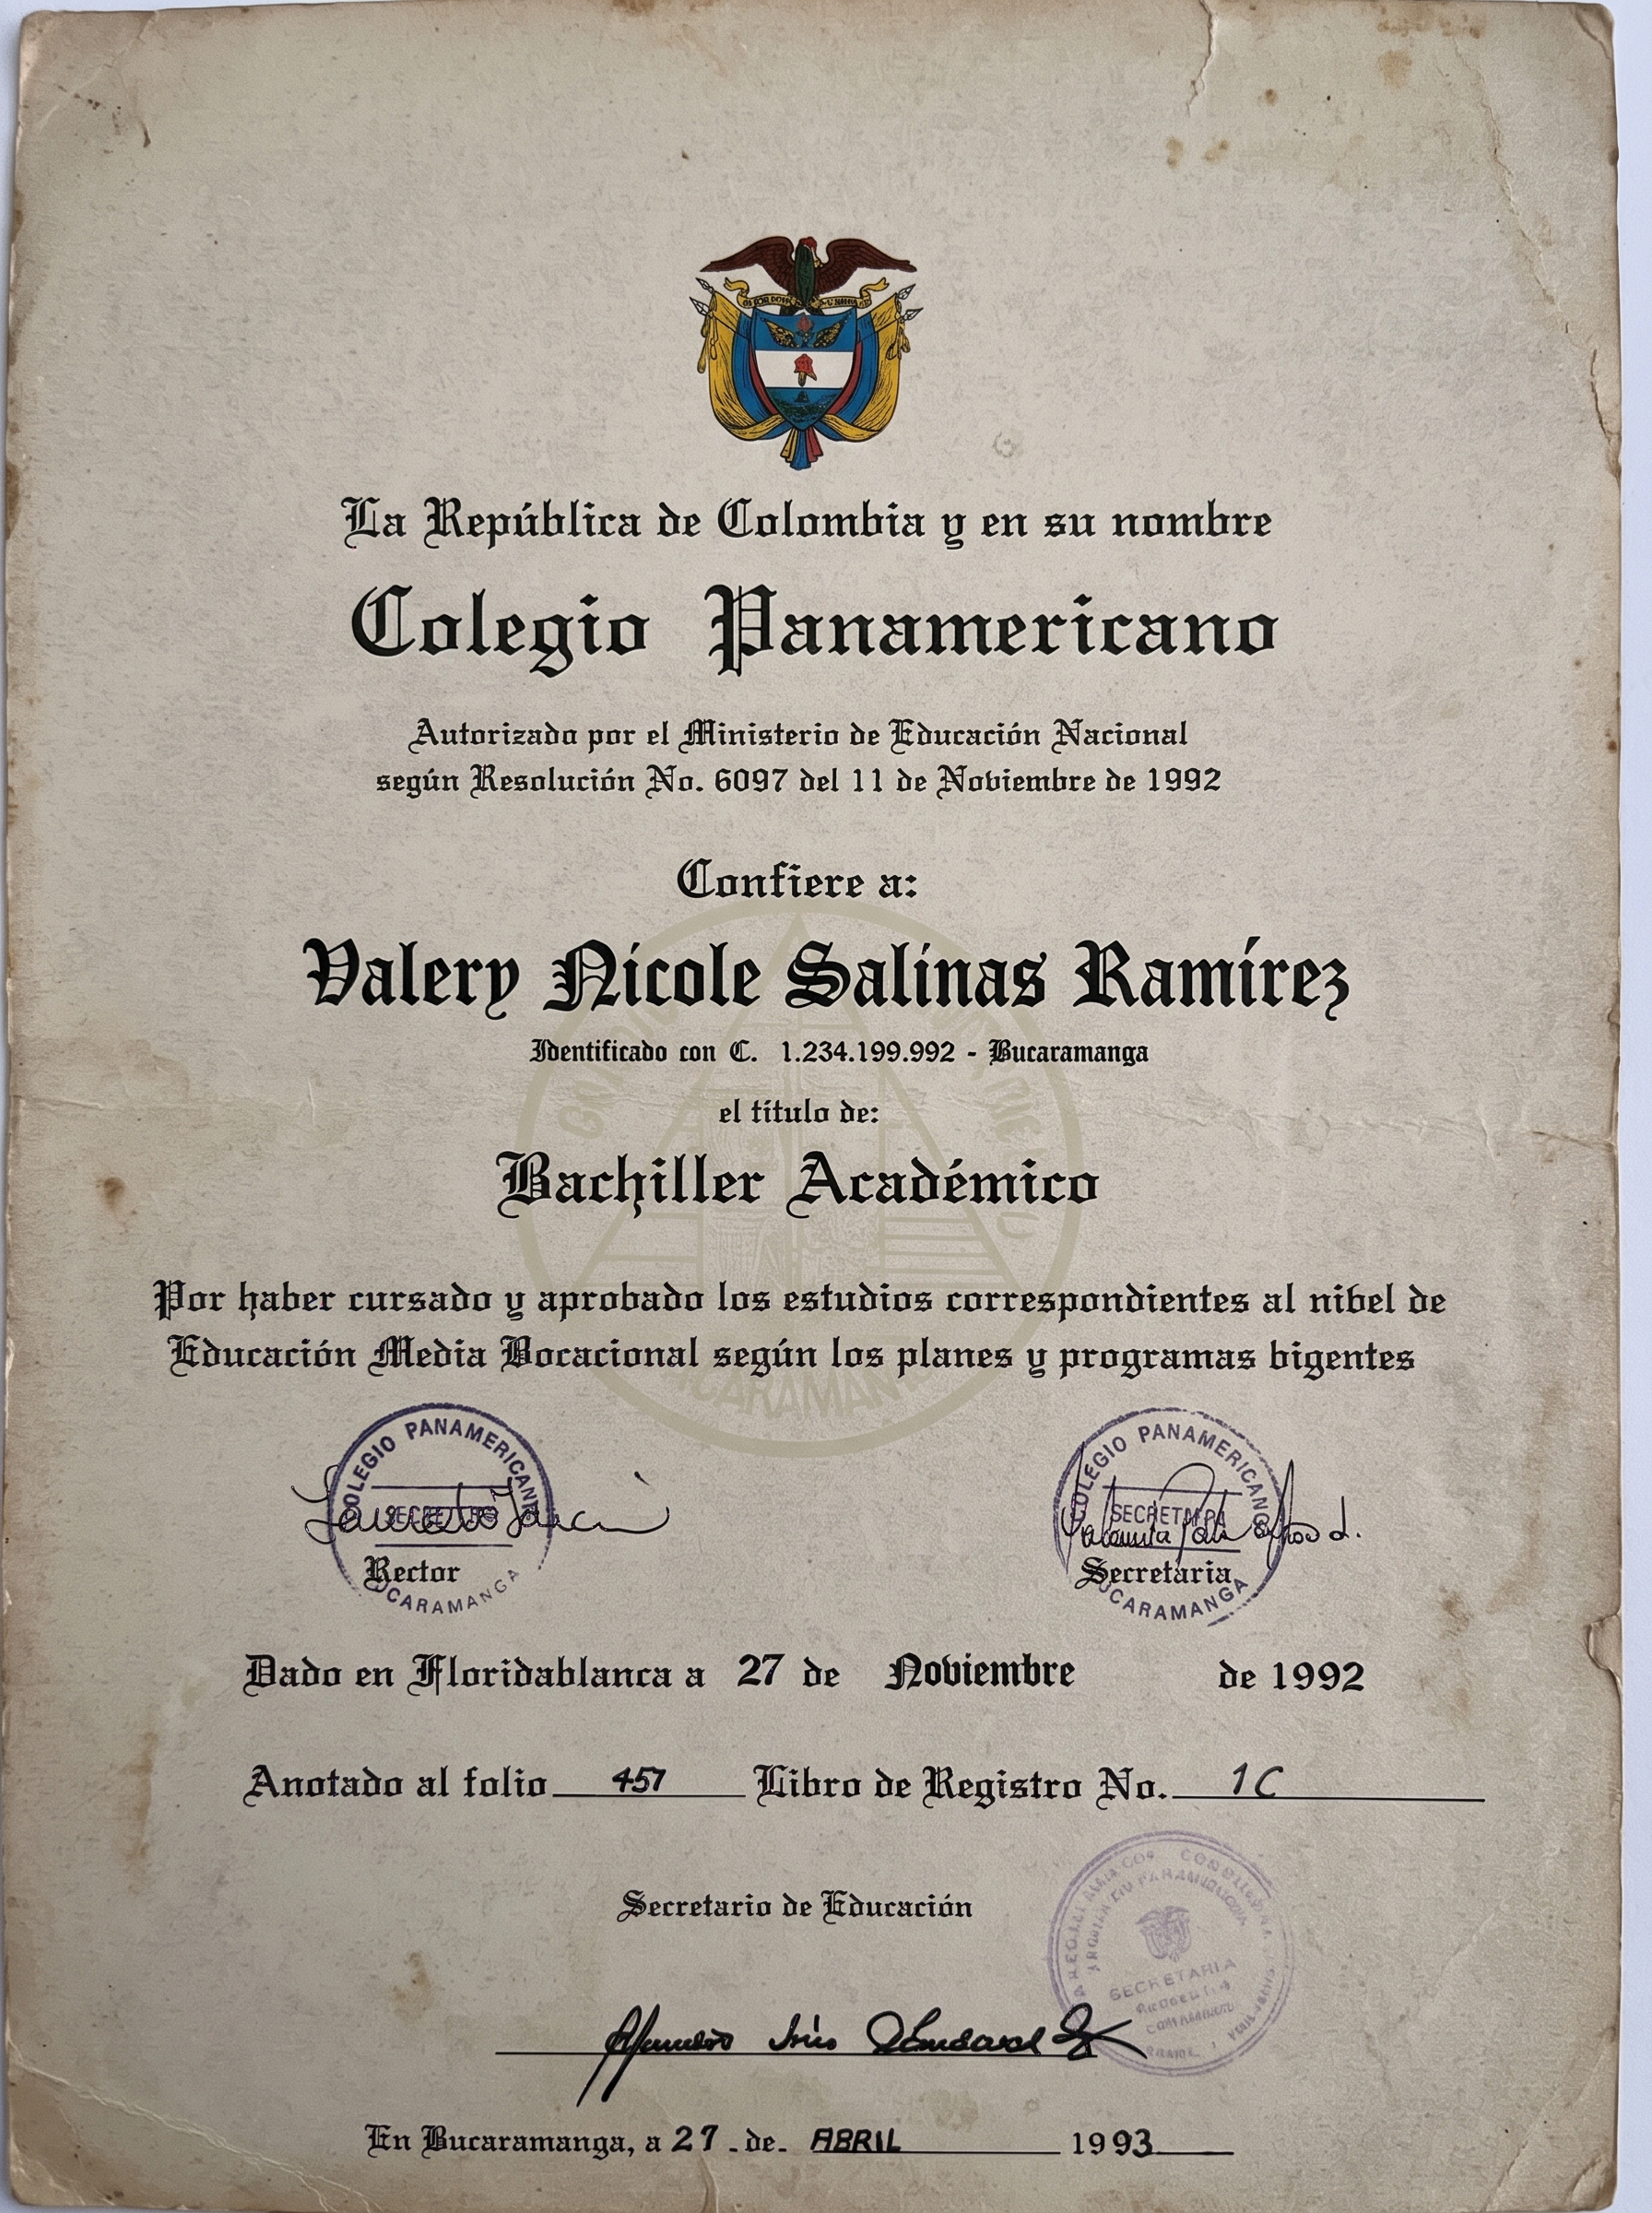 La República de Colombia y en su nombre
Colegio Panamericano
Autorizado por el Ministerio de Educación Nacional
según Resolución No. 6097 del 11 de Noviembre de 1992
Confiere a:
Valery Nicole Salinas Ramírez
Identificado con C. 1.234.199.992 - Bucaramanga
el título de:
Bachiller Académico
Por haber cursado y aprobado los estudios correspondientes al nibel de
Educación Media Bocacional según los planes y programas bigentes
COLEGIO PANAMERICANO
Rector
BUCARAMANGA
COLEGIO PANAMERICANO
SECRETARIA
Secretaria
BUCARAMANGA
Dado en Floridablanca a 27 de Noviembre de 1992
Anotado al folio 457 Libro de Registro No. 1C
Secretario de Educación
SECRETARIA
En Bucaramanga, a 27 de ABRIL 1993